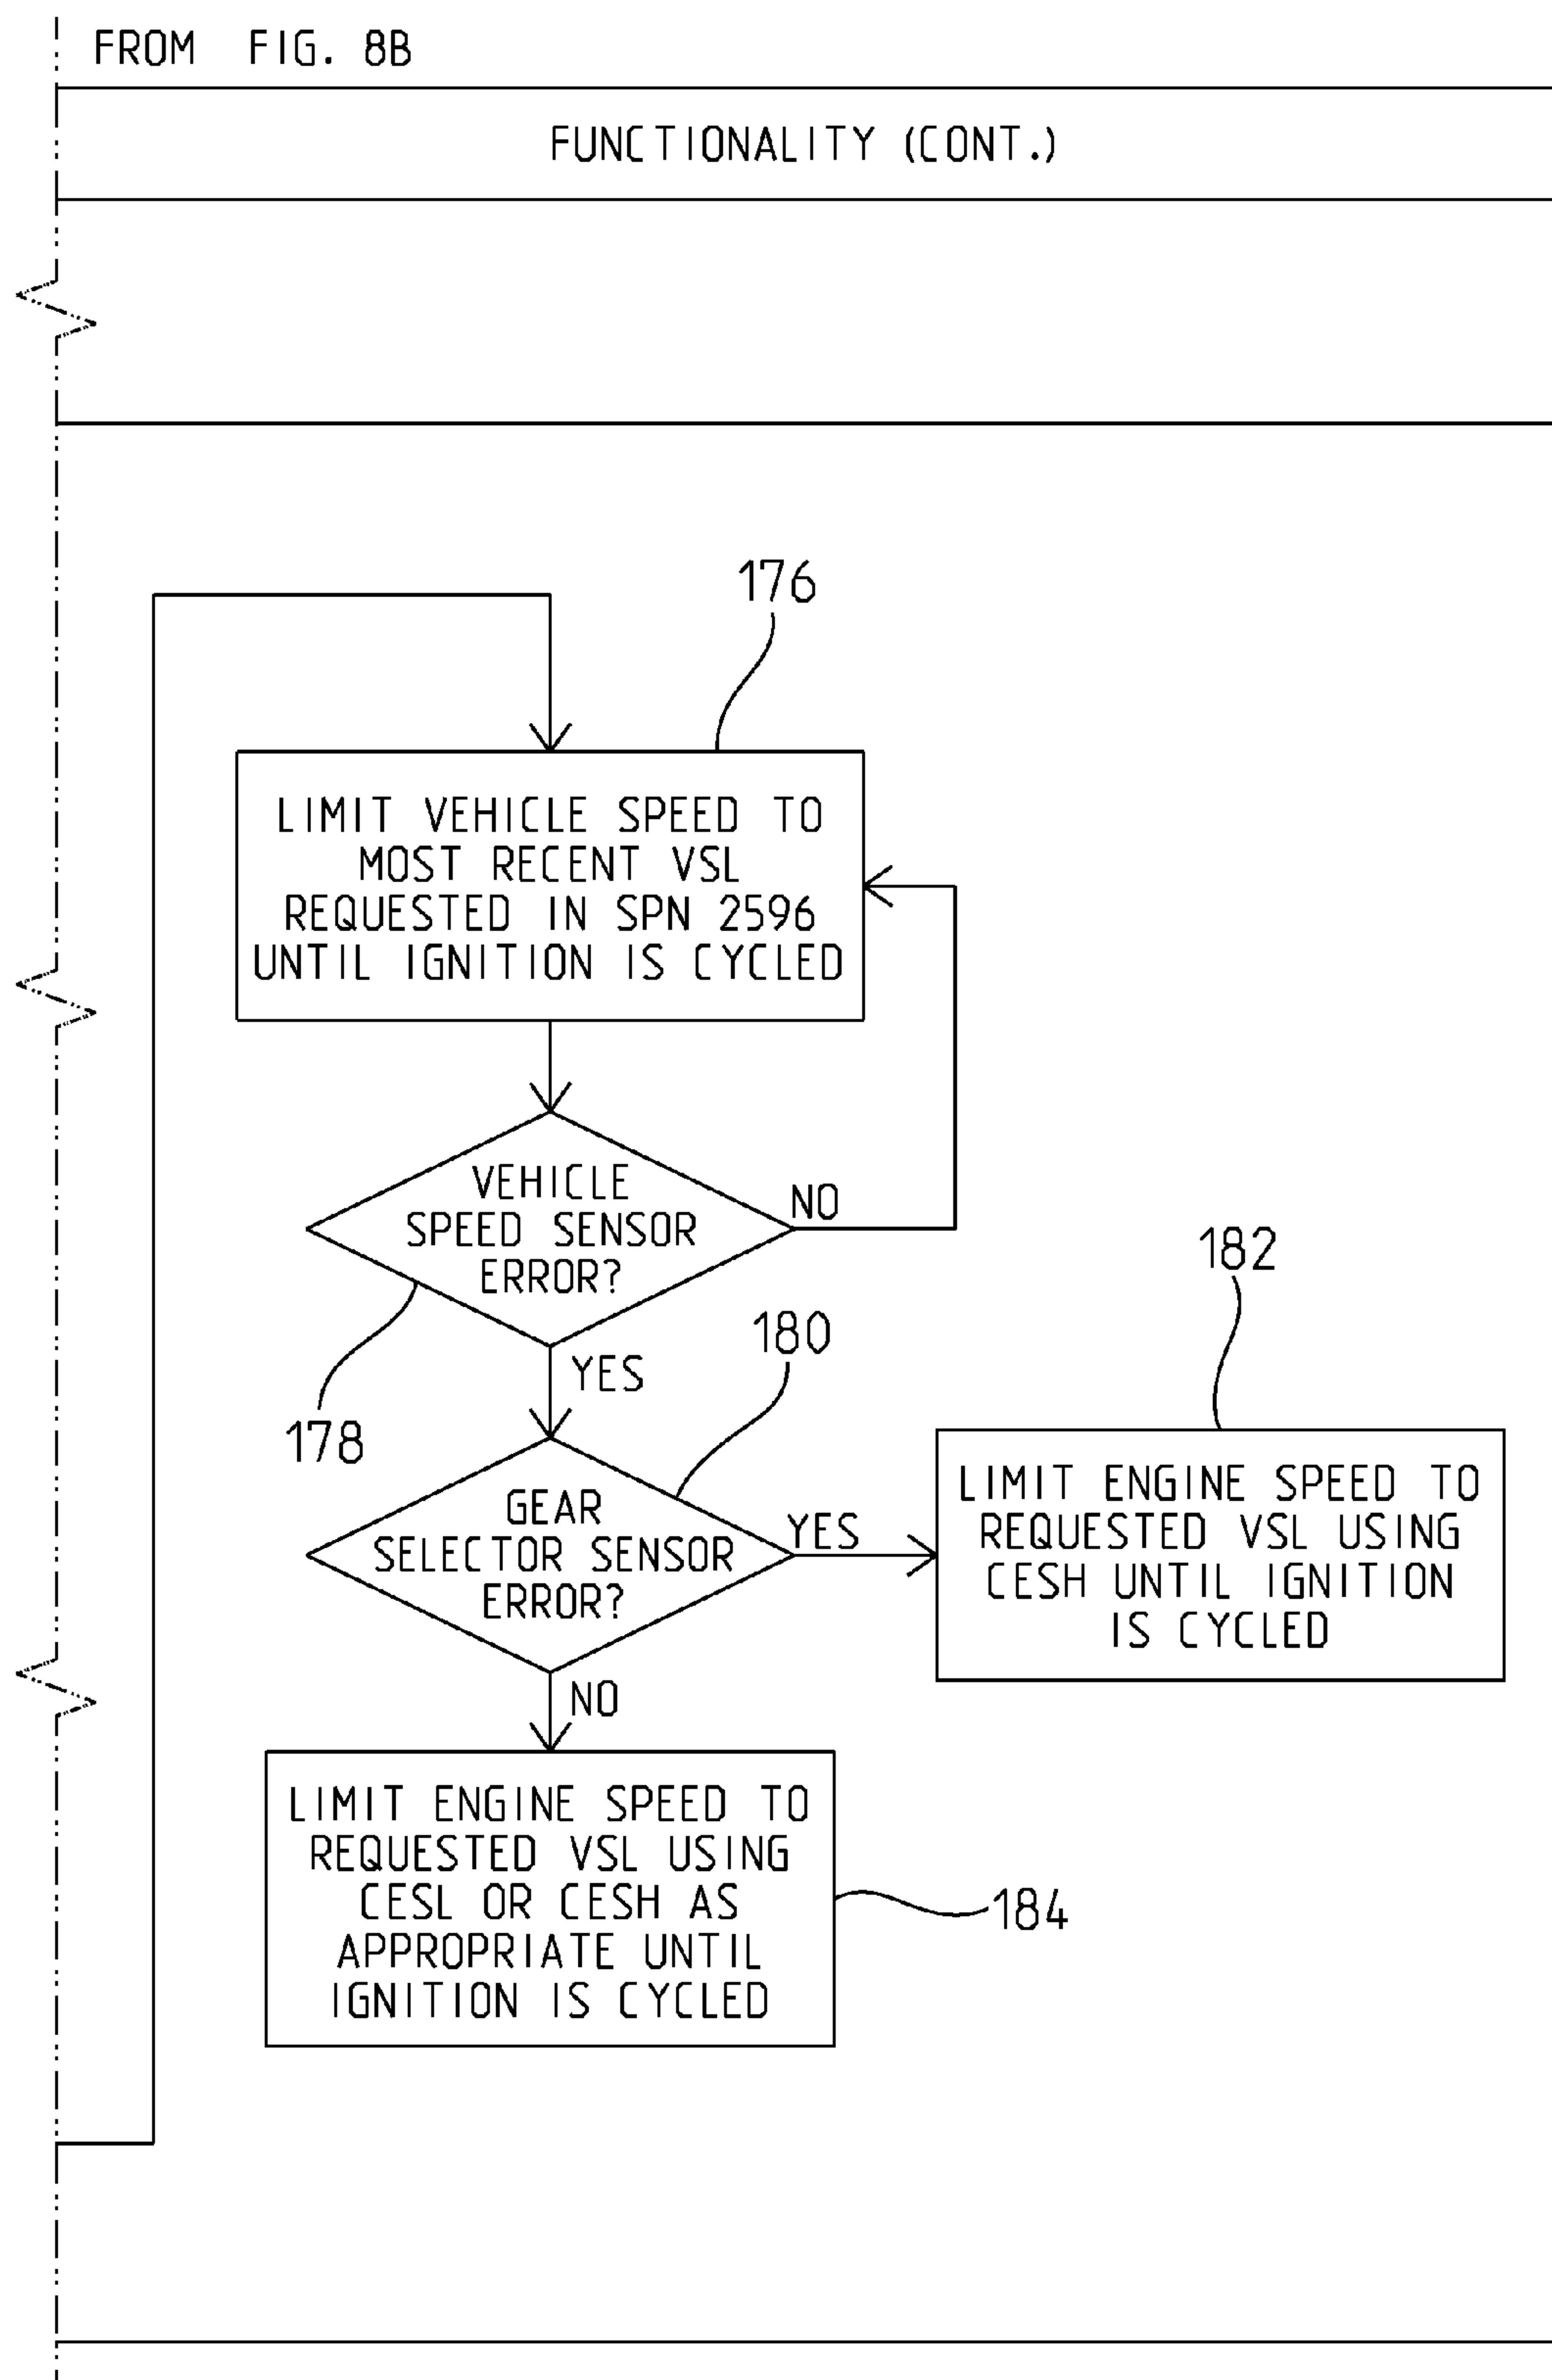 FROM FIG. 8B
FUNCTIONALITY (CONT.)
176
LIMIT VEHICLE SPEED TO
MOST RECENT VSL
REQUESTED IN SPN 2596
UNTIL IGNITION IS CYCLED
VEHICLE
SPEED SENSOR
ERROR?
NO
178
YES
180
182
GEAR
SELECTOR SENSOR
ERROR?
YES
LIMIT ENGINE SPEED TO
REQUESTED VSL USING
CESH UNTIL IGNITION
IS CYCLED
NO
LIMIT ENGINE SPEED TO
REQUESTED VSL USING
CESL OR CESH AS
APPROPRIATE UNTIL
IGNITION IS CYCLED
184